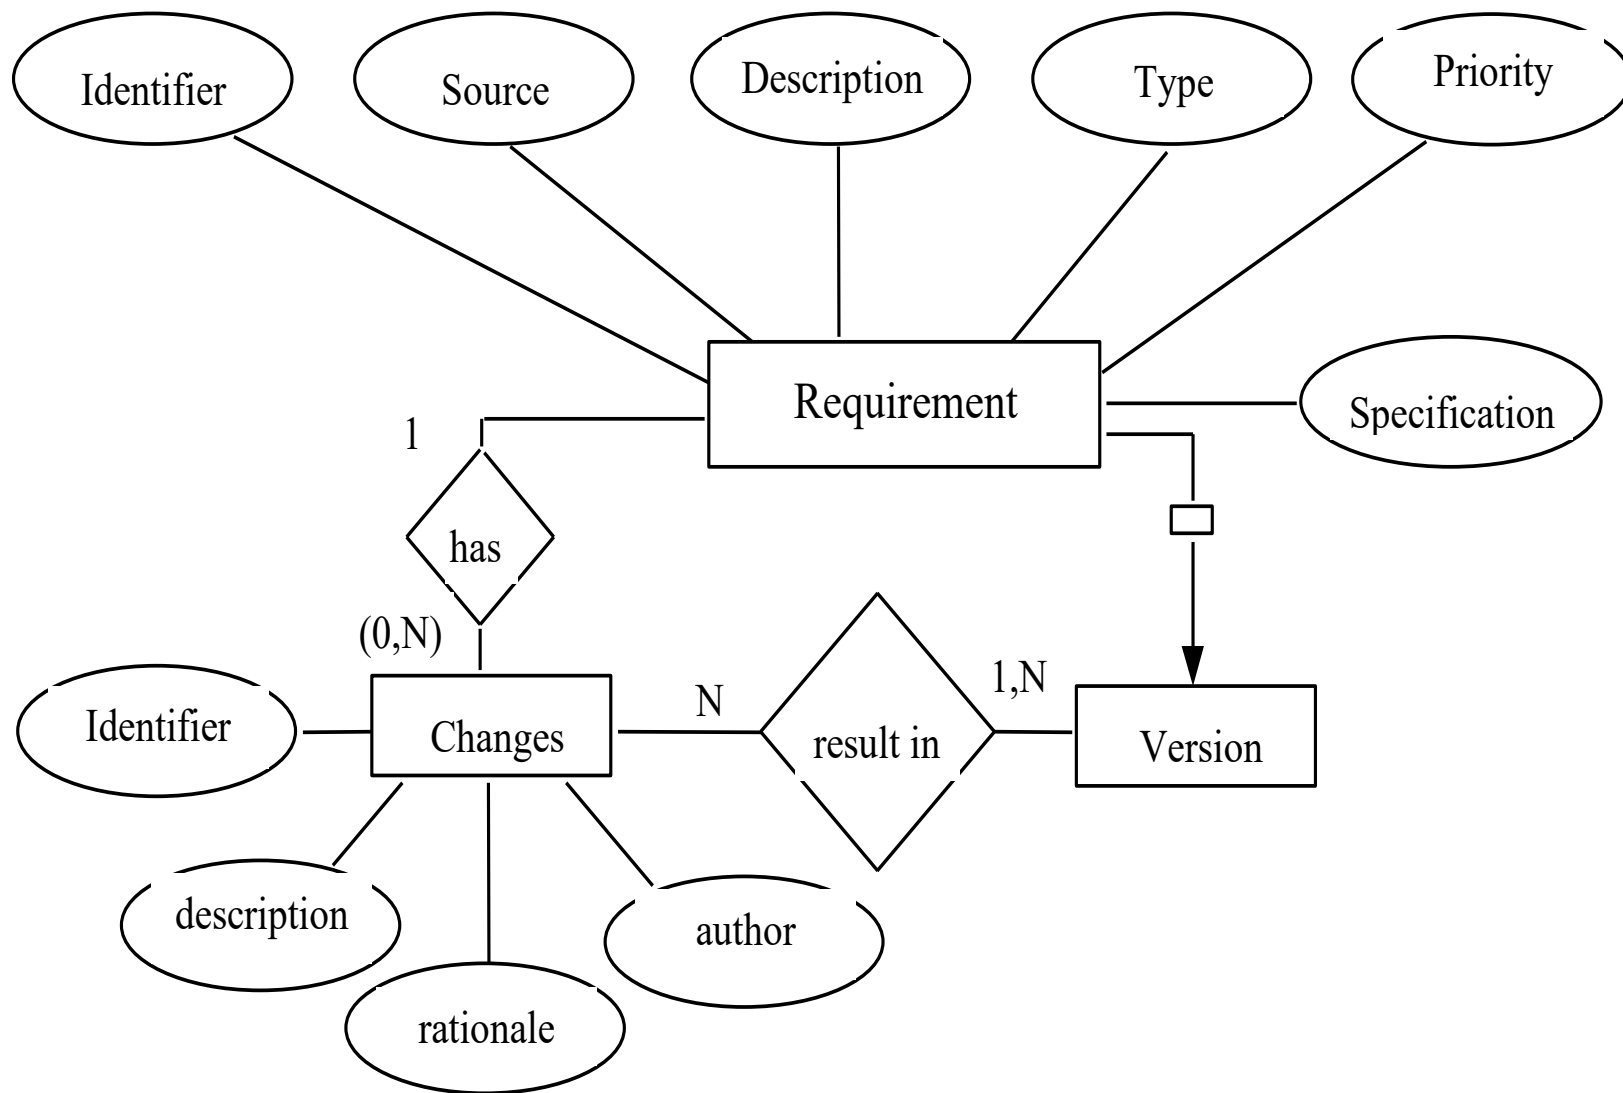 Identifier
Source
Description
Type
Priority
Requirement
Specification
1
has
(0,N)
Identifier
Changes
N
result in
1,N
Version
description
author
rationale